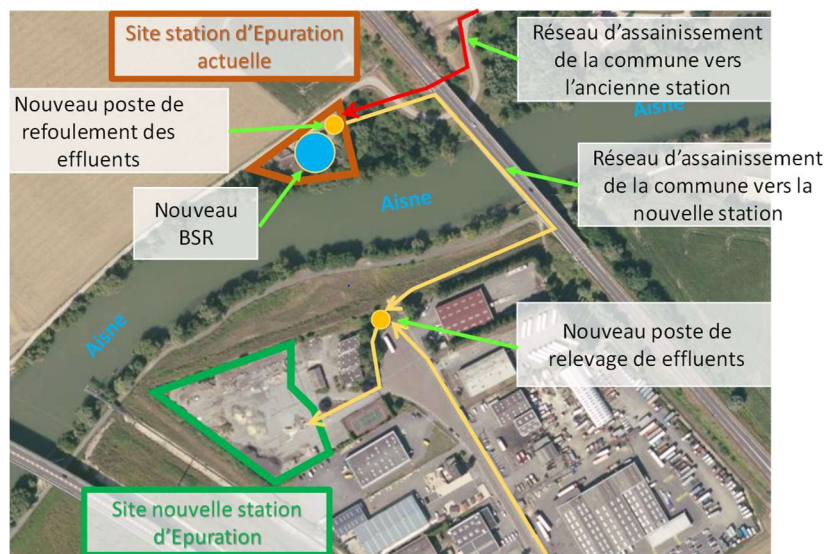 Site station d'Epuration
actuelle
Réseau d'assainissement
de la commune vers
l'ancienne station
Nouveau poste de
refoulement des
effluents
Aisne
Réseau d'assainissement
de la commune vers la
nouvelle station
Nouveau
BSR
Aisne
Aisne
Nouveau poste de
relevage de effluents
Site nouvelle station
d'Epuration